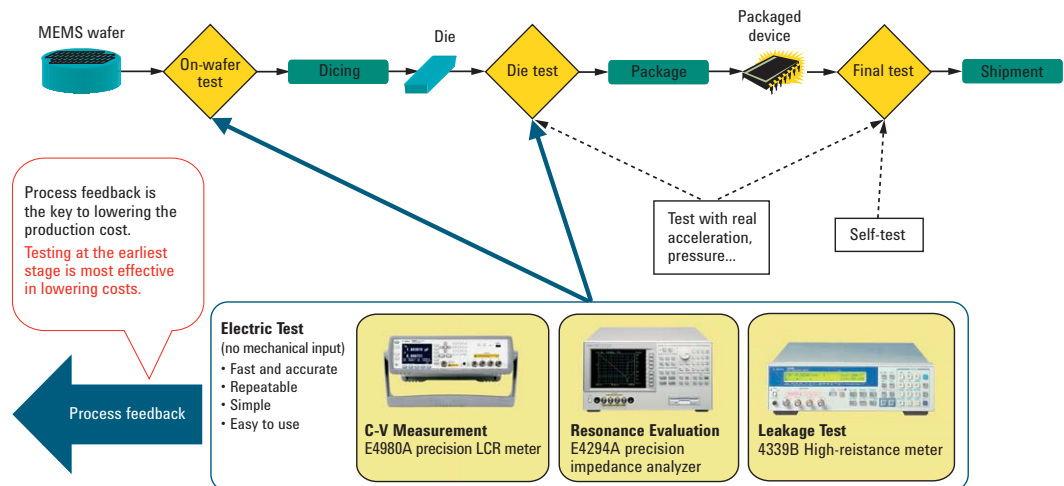 MEMS wafer
On-wafer
test
Dicing
Die
Die test
Package
Packaged
device
Final test
Shipment
Process feedback is
the key to lowering the
production cost.
Testing at the earliest
stage is most effective
in lowering costs.
Test with real
acceleration,
pressure...
Self-test
Process feedback
Electric Test
(no mechanical input)
• Fast and accurate
• Repeatable
• Simple
• Easy to use
C-V Measurement
E4980A precision LCR meter
Resonance Evaluation
E4294A precision
impedance analyzer
Leakage Test
4339B High-reistance meter